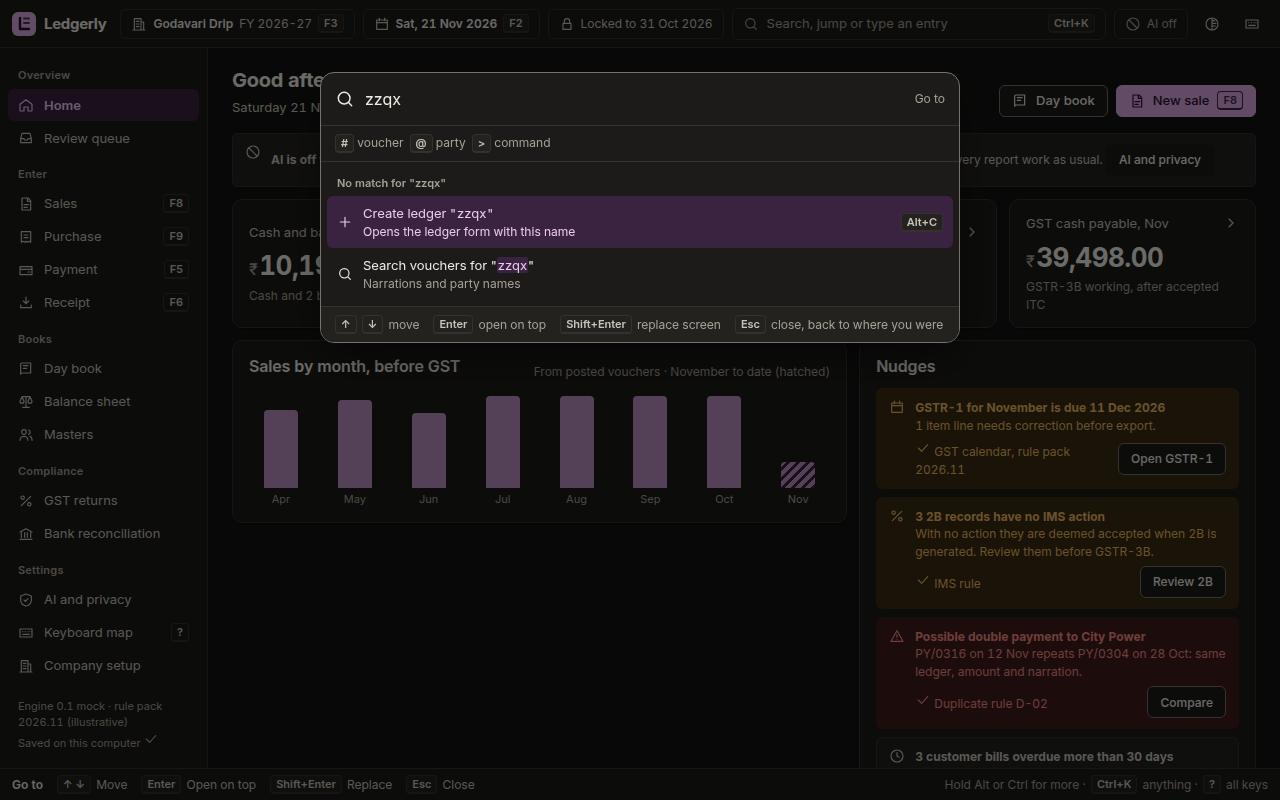 Ledgerly
Godavari Drip FY 2026-27 F3
Sat, 21 Nov 2026 F2
Locked to 31 Oct 2026
Search, jump or type an entry Ctrl+K
AI off
Overview
Home
Review queue
Enter
Sales F8
Purchase F9
Payment F5
Receipt F6
Books
Day book
Balance sheet
Masters
Compliance
GST returns
Bank reconciliation
Settings
AI and privacy
Keyboard map ?
Company setup
Engine 0.1 mock · rule pack
2026.11 (illustrative)
Saved on this computer
Good
Saturday 21
Day book
New sale F8
zzqx Go to
# voucher @ party > command
No match for "zzqx"
Create ledger "zzqx" Alt+C
Opens the ledger form with this name
Search vouchers for "zzqx"
Narrations and party names
↑ ↓ move Enter open on top Shift+Enter replace screen Esc close, back to where you were
AI is off
report work as usual. AI and privacy
Cash and
Cash and 2
GST cash payable, Nov
₹39,498.00
GSTR-3B working, after accepted
ITC
Sales by month, before GST
From posted vouchers · November to date (hatched)
Apr May Jun Jul Aug Sep Oct Nov
Nudges
GSTR-1 for November is due 11 Dec 2026
1 item line needs correction before export.
GST calendar, rule pack
2026.11
Open GSTR-1
3 2B records have no IMS action
With no action they are deemed accepted when 2B is
generated. Review them before GSTR-3B.
IMS rule
Review 2B
Possible double payment to City Power
PY/0316 on 12 Nov repeats PY/0304 on 28 Oct: same
ledger, amount and narration.
Duplicate rule D-02
Compare
3 customer bills overdue more than 30 days
Go to ↑ ↓ Move Enter Open on top Shift+Enter Replace Esc Close
Hold Alt or Ctrl for more · Ctrl+K anything · ? all keys